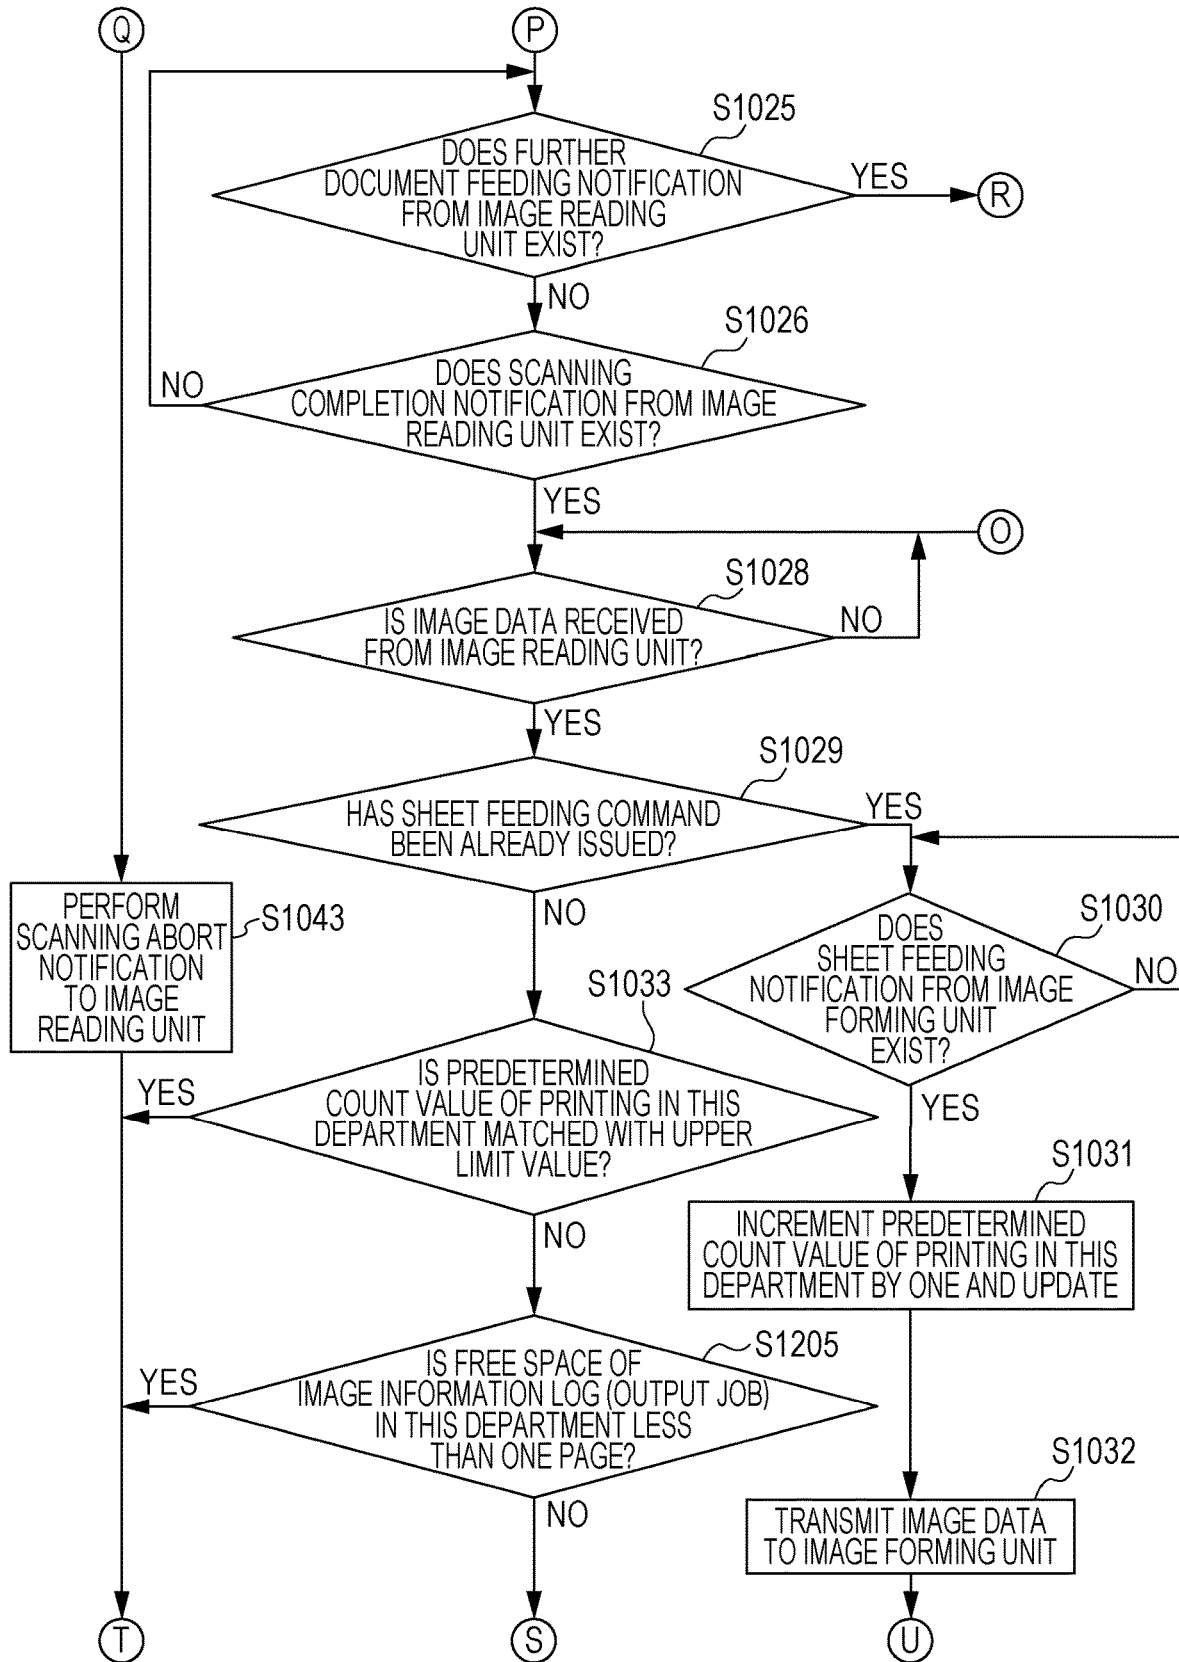 Q
P
S1025
DOES FURTHER
DOCUMENT FEEDING NOTIFICATION
FROM IMAGE READING
UNIT EXIST?
YES
R
NO
S1026
DOES SCANNING
COMPLETION NOTIFICATION FROM IMAGE
READING UNIT EXIST?
NO
YES
O
S1028
IS IMAGE DATA RECEIVED
FROM IMAGE READING UNIT?
NO
YES
S1029
HAS SHEET FEEDING COMMAND
BEEN ALREADY ISSUED?
YES
NO
PERFORM
SCANNING ABORT
NOTIFICATION
TO IMAGE
READING UNIT
S1043
S1030
DOES
SHEET FEEDING
NOTIFICATION FROM IMAGE
FORMING UNIT
EXIST?
NO
YES
S1033
IS PREDETERMINED
COUNT VALUE OF PRINTING IN THIS
DEPARTMENT MATCHED WITH UPPER
LIMIT VALUE?
YES
NO
S1031
INCREMENT PREDETERMINED
COUNT VALUE OF PRINTING IN THIS
DEPARTMENT BY ONE AND UPDATE
S1205
IS FREE SPACE OF
IMAGE INFORMATION LOG (OUTPUT JOB)
IN THIS DEPARTMENT LESS
THAN ONE PAGE?
YES
NO
S1032
TRANSMIT IMAGE DATA
TO IMAGE FORMING UNIT
T
S
U